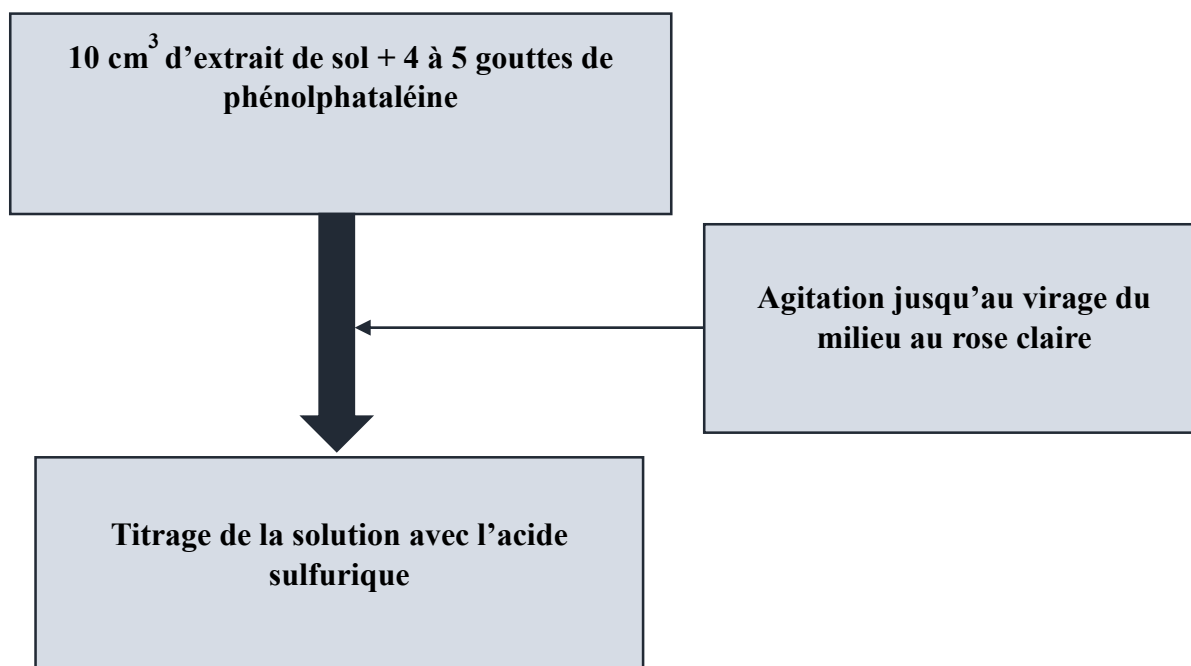 10 cm³ d’extrait de sol + 4 à 5 gouttes de
phénolphataléine
Agitation jusqu’au virage du
milieu au rose claire
Titrage de la solution avec l’acide
sulfurique